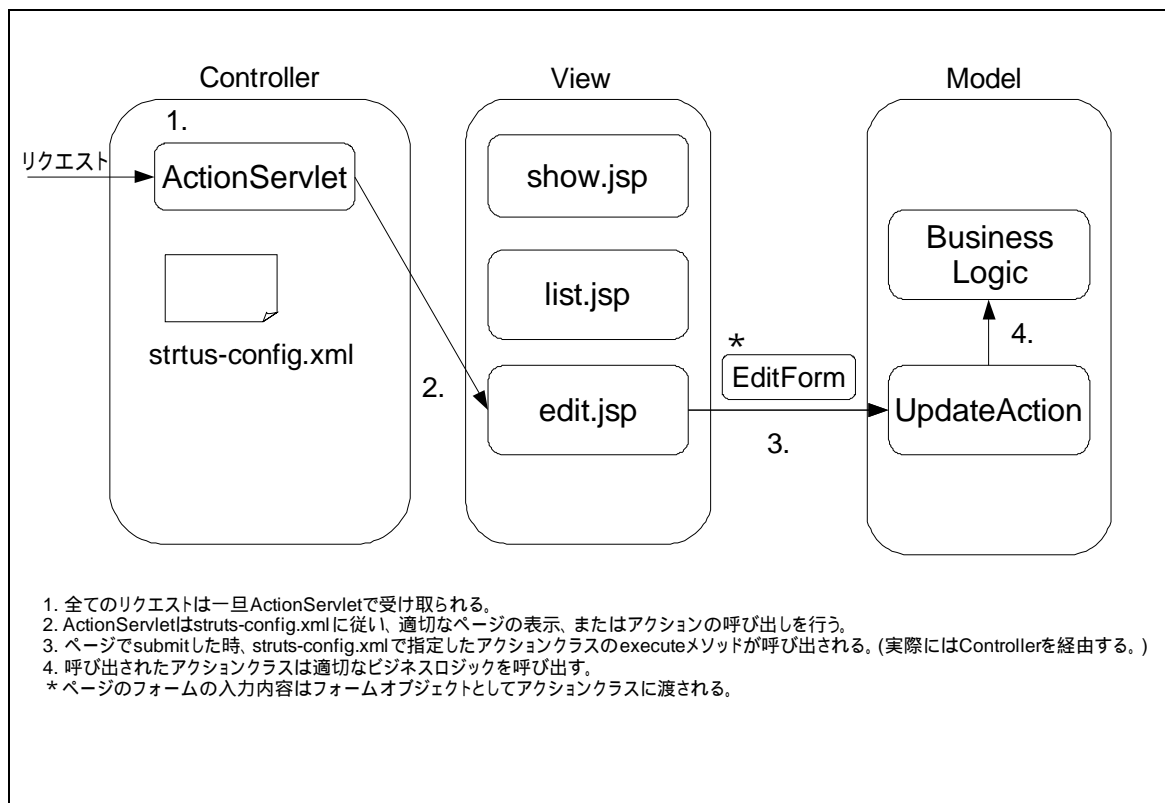 Controller
View
Model
1.
リクエスト
ActionServlet
show.jsp
Business
Logic
list.jsp
strtus-config.xml
*
4.
EditForm
2.
edit.jsp
UpdateAction
3.
1. 全てのリクエストは一旦ActionServletで受け取られる。
2. ActionServletはstruts-config.xmlに従い、適切なページの表示、またはアクションの呼び出しを行う。
3. ページでsubmitした時、struts-config.xmlで指定したアクションクラスのexecuteメソッドが呼び出される。(実際にはControllerを経由する。)
4. 呼び出されたアクションクラスは適切なビジネスロジックを呼び出す。
*ページのフォームの入力内容はフォームオブジェクトとしてアクションクラスに渡される。